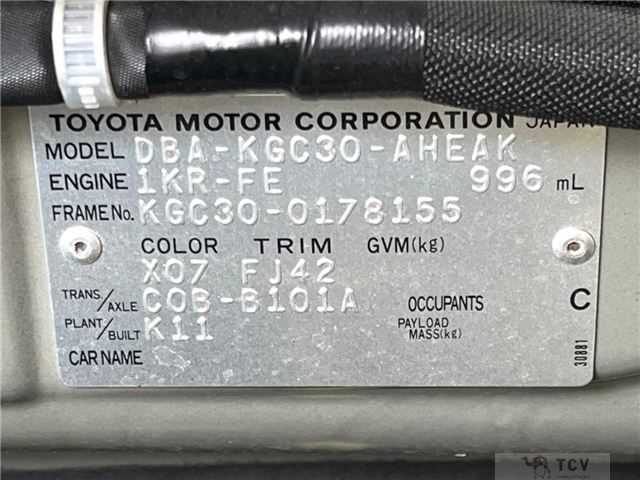 TOYOTA MOTOR CORPORATION JAPAN
MODEL DBA-KGC30-AHEAK
ENGINE 1KR-FE 996 mL
FRAME No. KGC30-0178155
COLOR TRIM GVM(kg)
X07 FJ42
TRANS./AXLE C0B-B101A OCCUPANTS C
PLANT/BUILT K11 PAYLOAD MASS(kg)
CAR NAME
30881
TCV